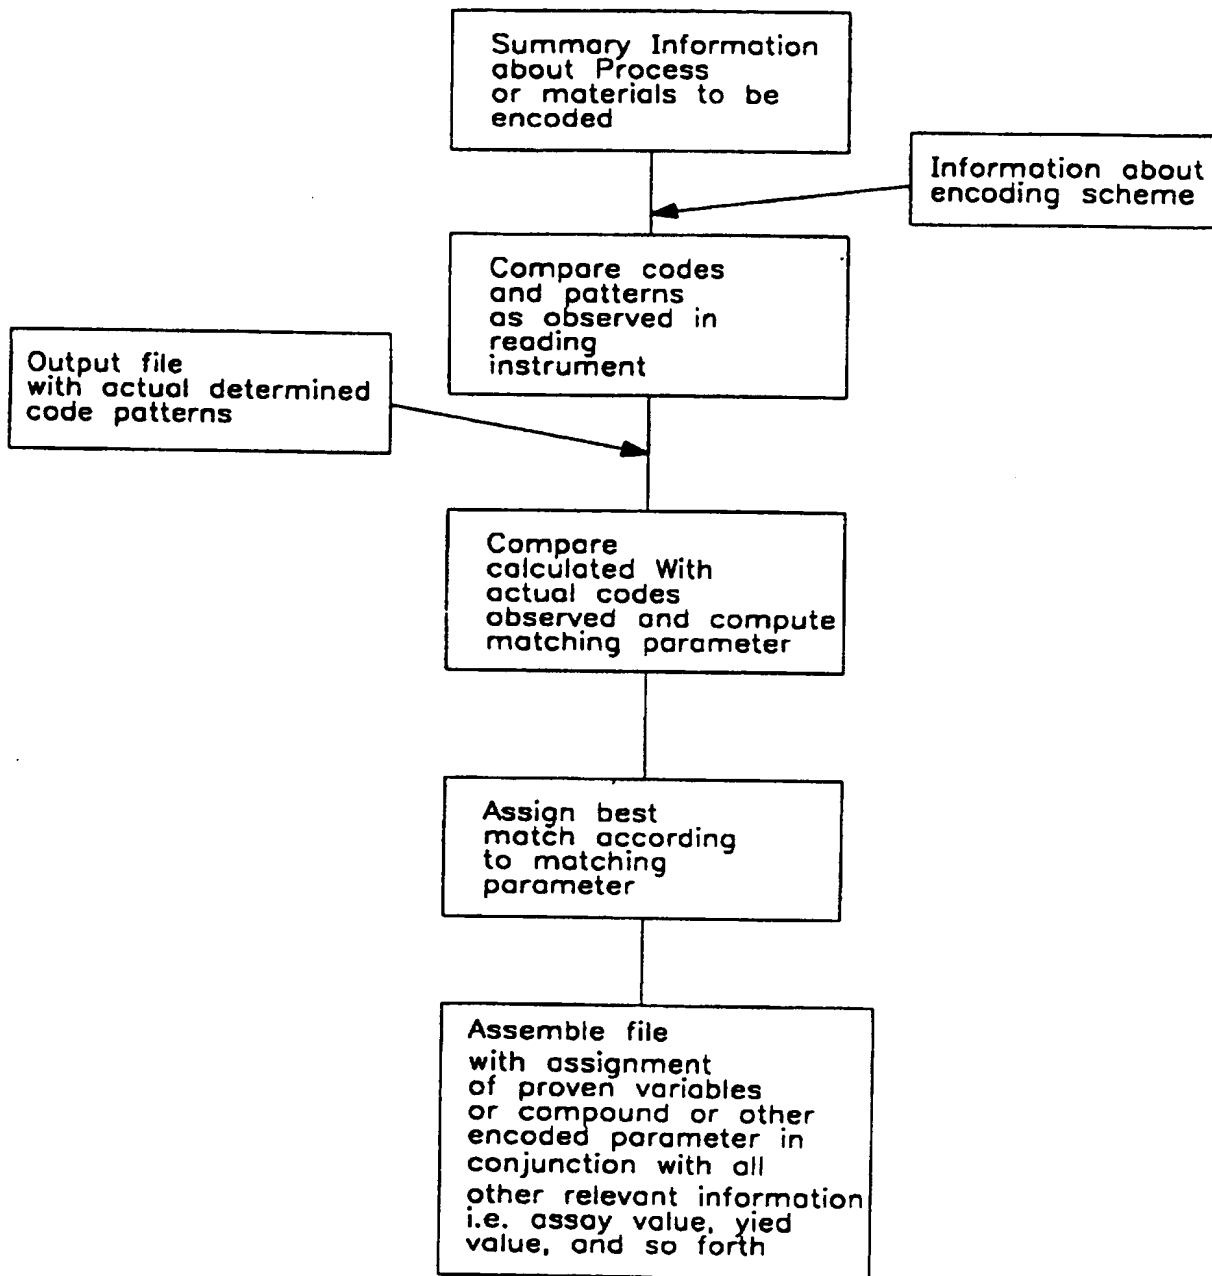 Summary Information
about Process
or materials to be
encoded
Information about
encoding scheme
Compare codes
and patterns
as observed in
reading
instrument
Output file
with actual determined
code patterns
Compare
calculated With
actual codes
observed and compute
matching parameter
Assign best
match according
to matching
parameter
Assemble file
with assignment
of proven variables
or compound or other
encoded parameter in
conjunction with all
other relevant information
i.e. assay value, yied
value, and so forth